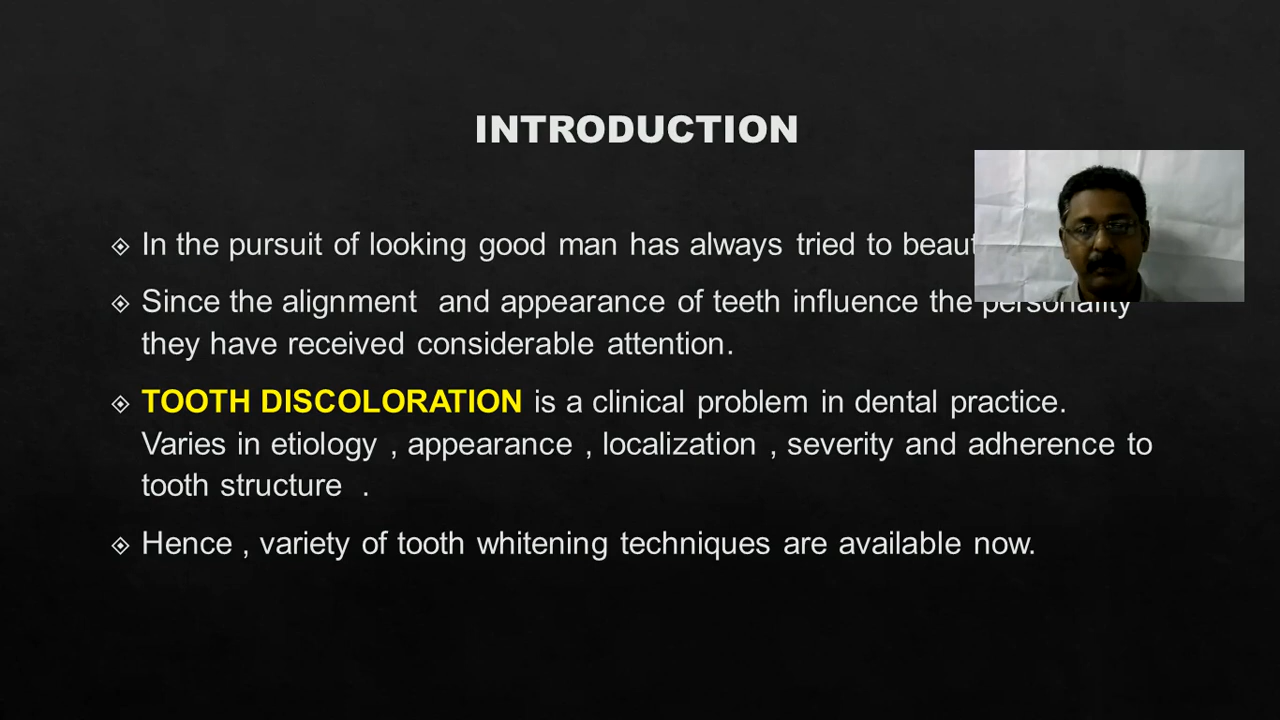 INTRODUCTION
In the pursuit of looking good man has always tried to
Since the alignment and appearance of teeth influence the personality
they have received considerable attention.
TOOTH DISCOLORATION is a clinical problem in dental practice.
Varies in etiology , appearance , localization , severity and adherence to
tooth structure .
Hence , variety of tooth whitening techniques are available now.